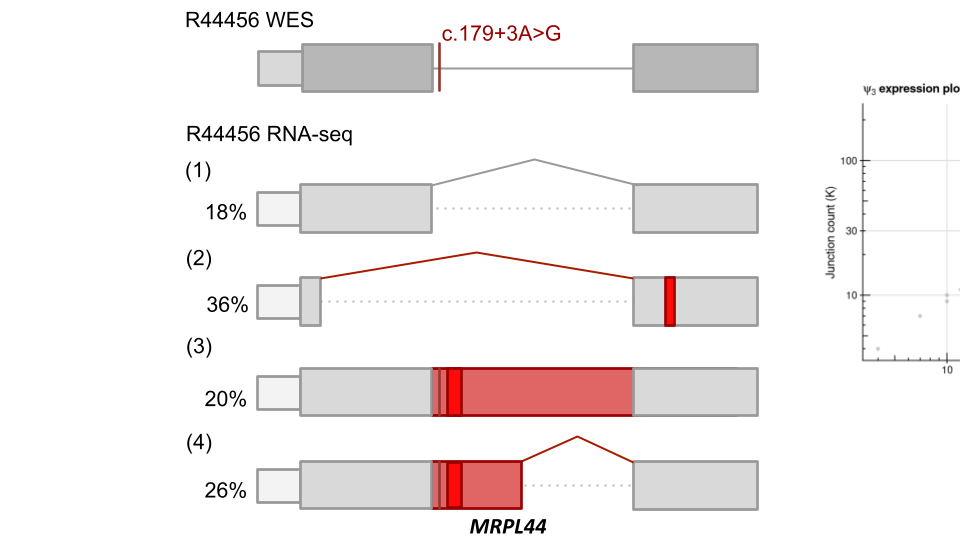 R44456 WES
c.179+3A>G
R44456 RNA-seq
(1)
18%
(2)
36%
(3)
20%
(4)
26%
MRPL44
ψ3 expression plo
Junction count (K)
100
30
10
10